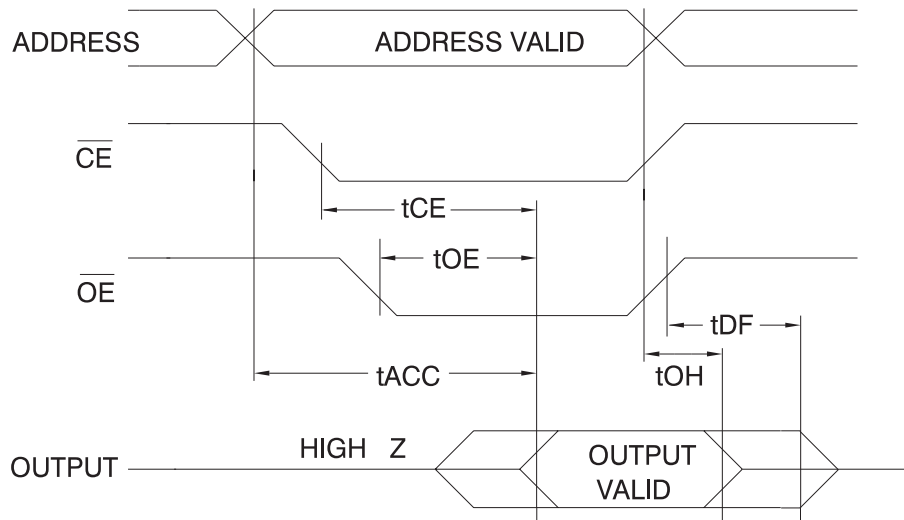 ADDRESS
ADDRESS VALID
CE
tCE
tOE
OE
tDF
tACC
tOH
HIGH Z
OUTPUT
OUTPUT
VALID